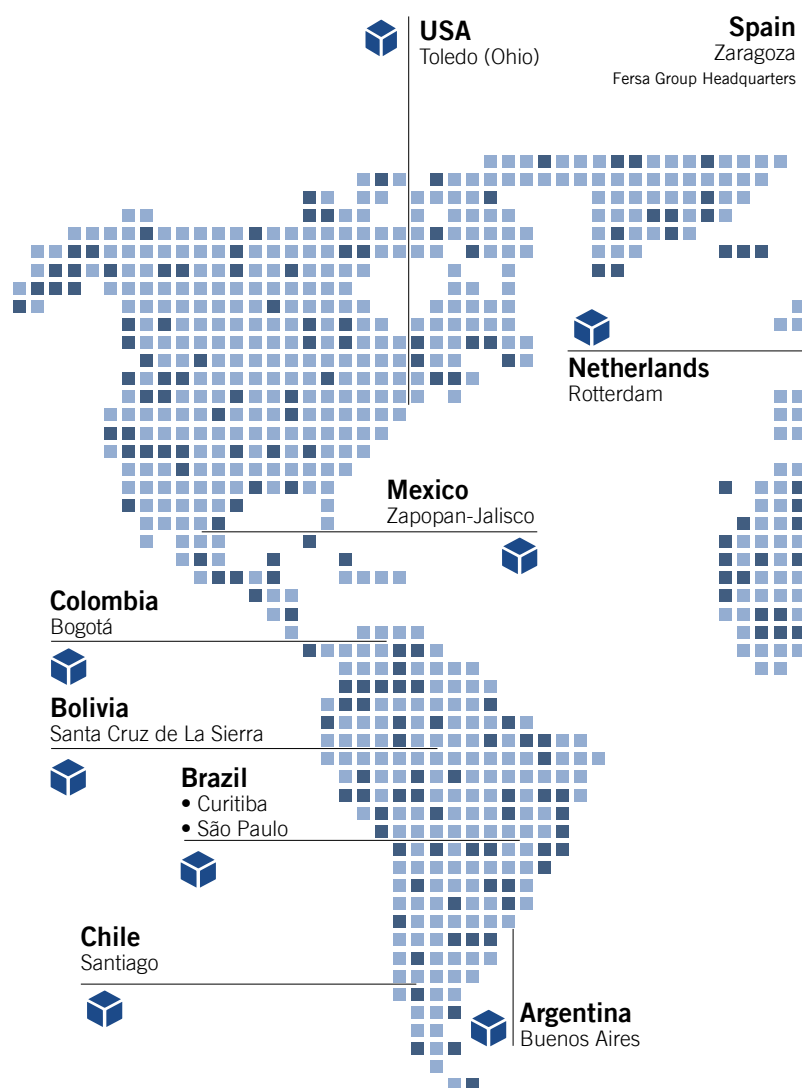 USA
Toledo (Ohio)
Spain
Zaragoza
Fersa Group Headquarters
Netherlands
Rotterdam
Mexico
Zapopan-Jalisco
Colombia
Bogotá
Bolivia
Santa Cruz de La Sierra
Brazil
• Curitiba
• São Paulo
Chile
Santiago
Argentina
Buenos Aires